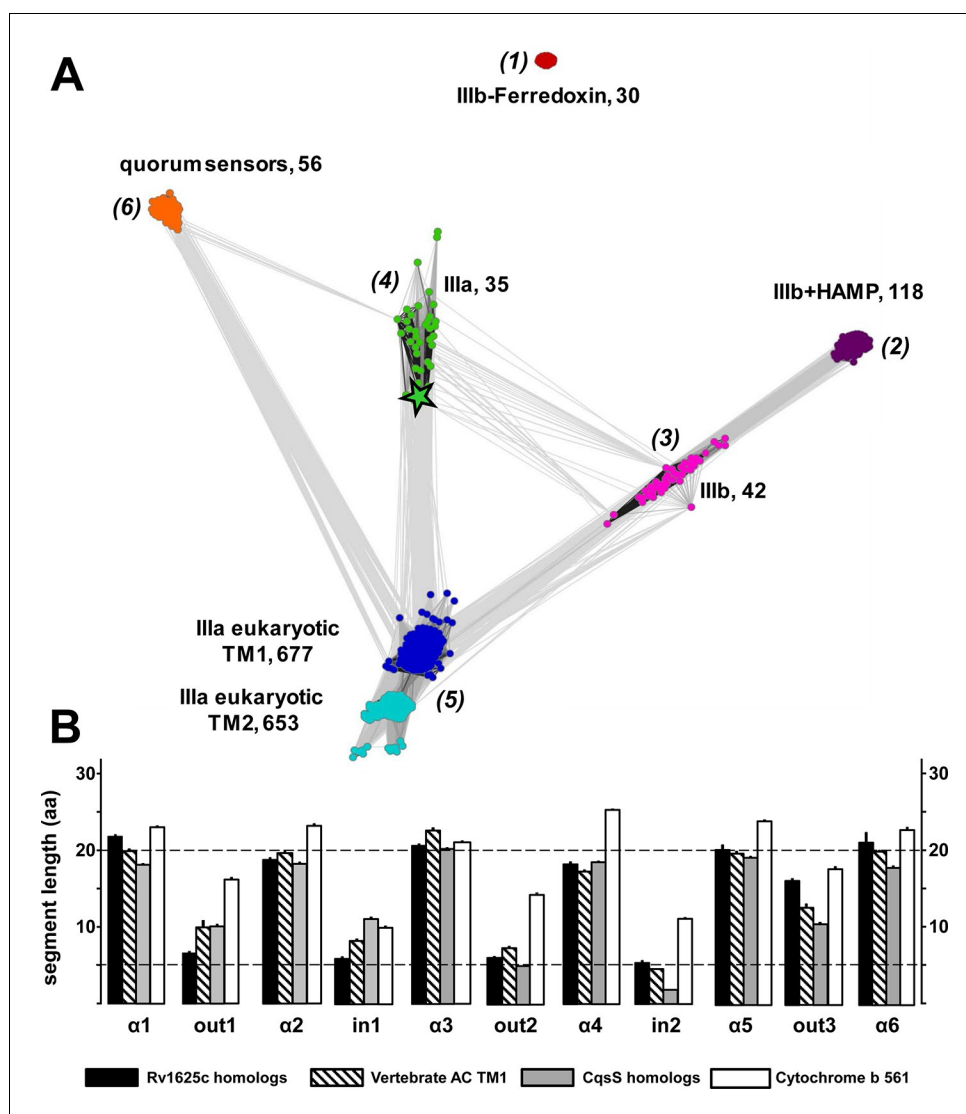 A
(1)
IIIb-Ferredoxin, 30
quorum sensors, 56
(6)
(4)
IIIa, 35
IIIb+HAMP, 118
(2)
(3)
IIIb, 42
IIIa eukaryotic
TM1, 677
IIIa eukaryotic
TM2, 653
(5)
B
segment length (aa)
30
20
10
30
20
10
α1 out1 α2 in1 α3 out2 α4 in2 α5 out3 α6
Rv1625c homologs Vertebrate AC TM1 CqsS homologs Cytochrome b 561